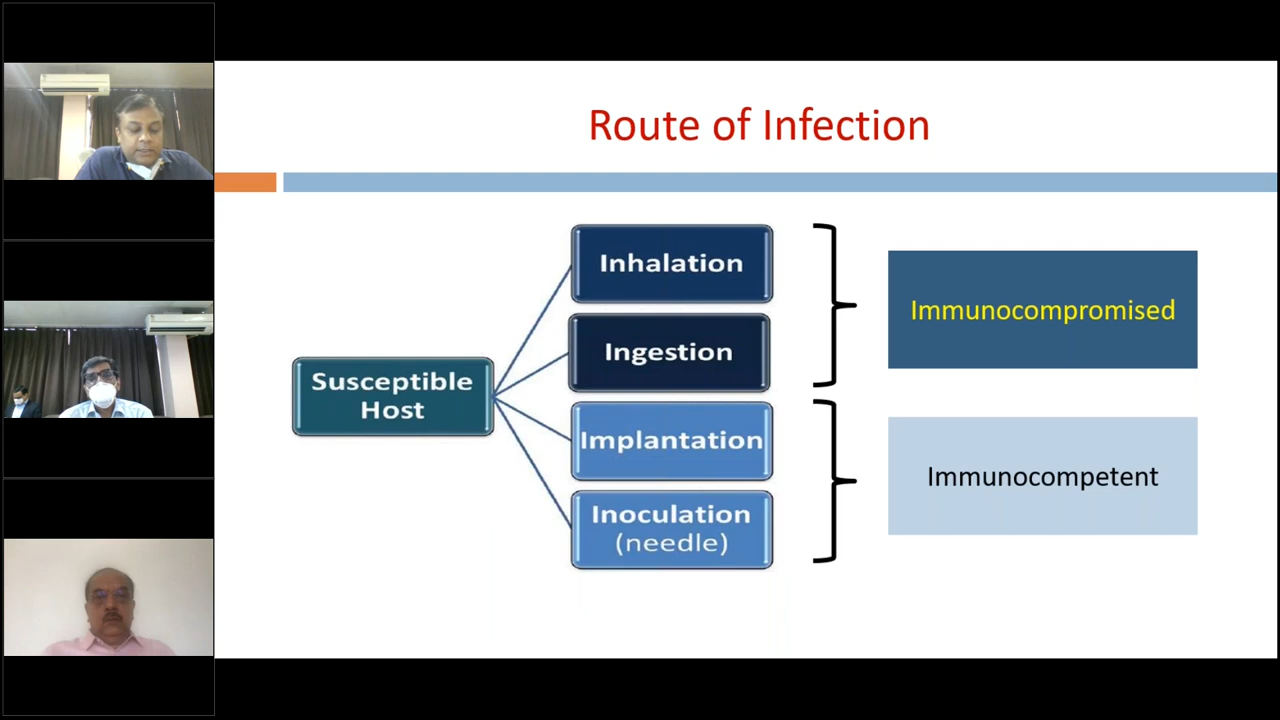 Route of Infection
Susceptible
Host
Inhalation
Ingestion
Implantation
Inoculation
(needle)
Immunocompromised
Immunocompetent